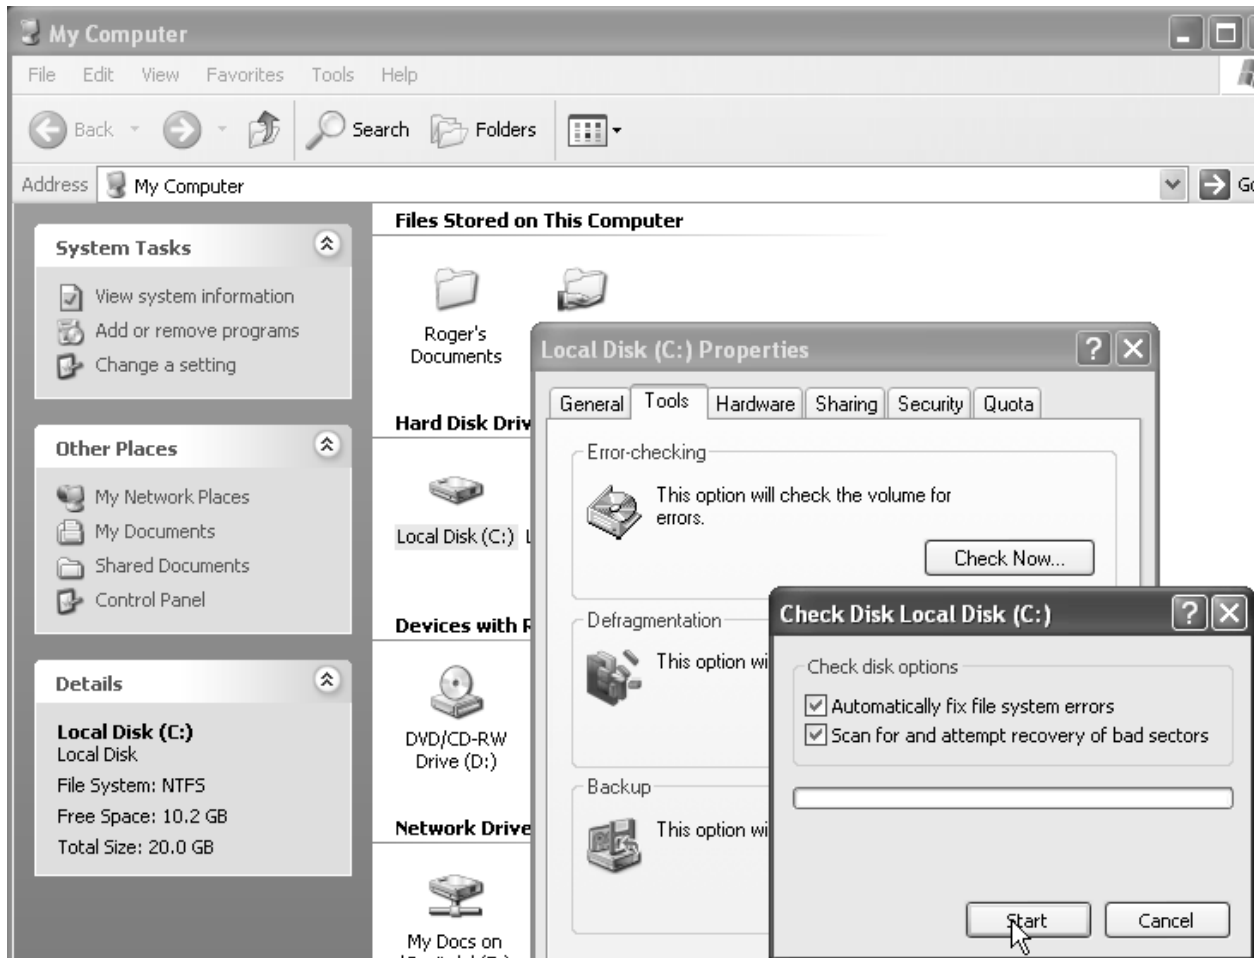 My Computer
File Edit View Favorites Tools Help
Back Search Folders
Address My Computer
System Tasks
View system information
Add or remove programs
Change a setting
Other Places
My Network Places
My Documents
Shared Documents
Control Panel
Details
Local Disk (C:)
Local Disk
File System: NTFS
Free Space: 10.2 GB
Total Size: 20.0 GB
Files Stored on This Computer
Roger's
Documents
Hard Disk
Local Disk (C:)
Devices with
DVD/CD-RW
Drive (D:)
Network
My Docs on
Local Disk (C:) Properties
General Tools Hardware Sharing Security Quota
Error-checking
This option will check the volume for
errors.
Check Now...
Defragmentation
This option
Backup
This option
Check Disk Local Disk (C:)
Check disk options
Automatically fix file system errors
Scan for and attempt recovery of bad sectors
Start Cancel